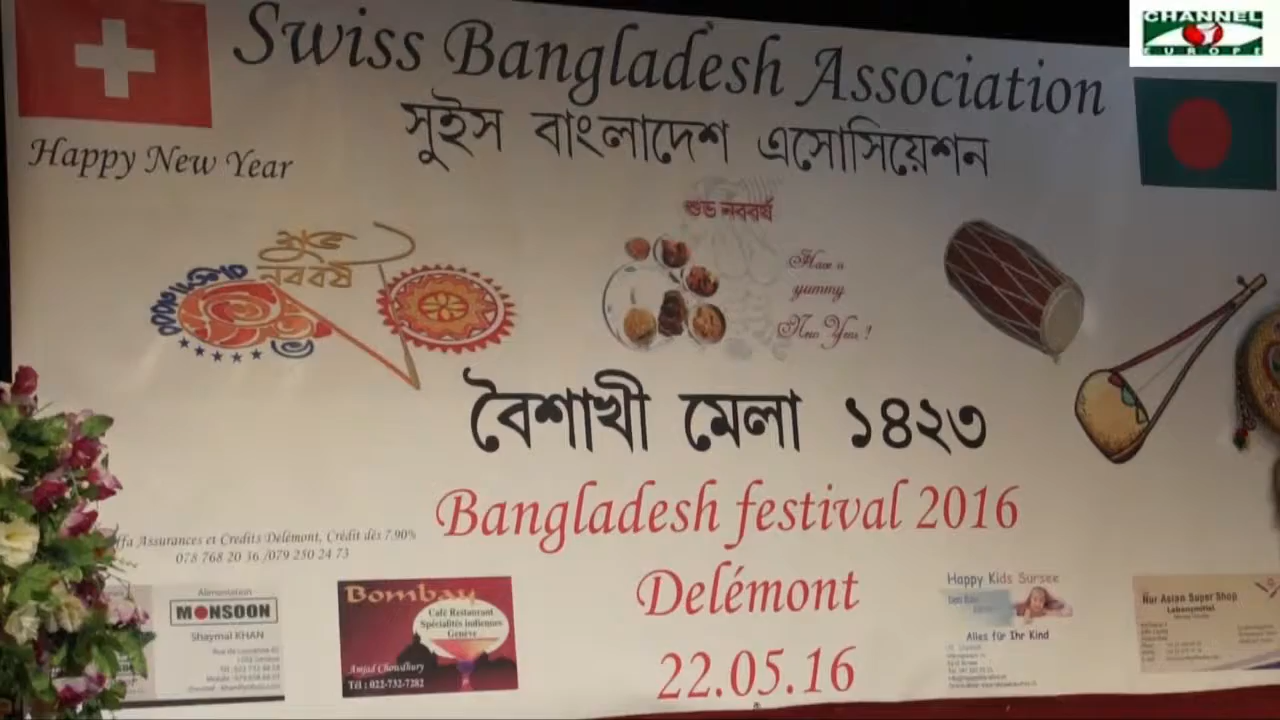 CHANNEL
EUROPE
Swiss Bangladesh Association
সুইস বাংলাদেশ এসোসিয়েশন
Happy New Year
শুভ নববর্ষ
শুভ
নববর্ষ
Have a
yummy
New Year !
বৈশাখী মেলা ১৪২৩
Bangladesh festival 2016
Delémont
22.05.16
Assurances et Credits Delémont, Crédit dès 7.90%
078 768 20 36 /079 250 24 73
Alimentation
MONSOON
Shaymal KHAN
Bombay
Café Restaurant
Spécialités indiennes
Genève
Amjad Chowdhury
Tél : 022-732-7282
Happy Kids Sursee
Alles für Ihr Kind
Nur Asian Super Shop
Lebensmittel